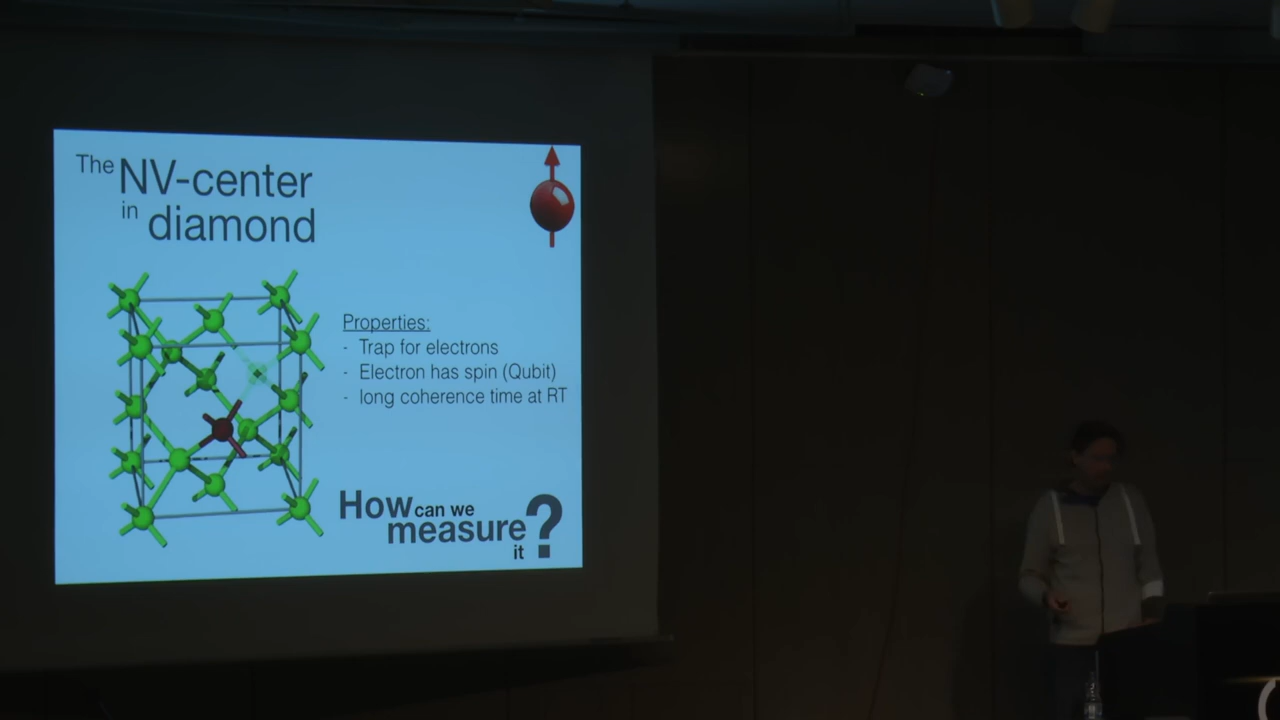 The NV-center
in diamond
Properties:
- Trap for electrons
- Electron has spin (Qubit)
- long coherence time at RT
How can we
measure
it ?